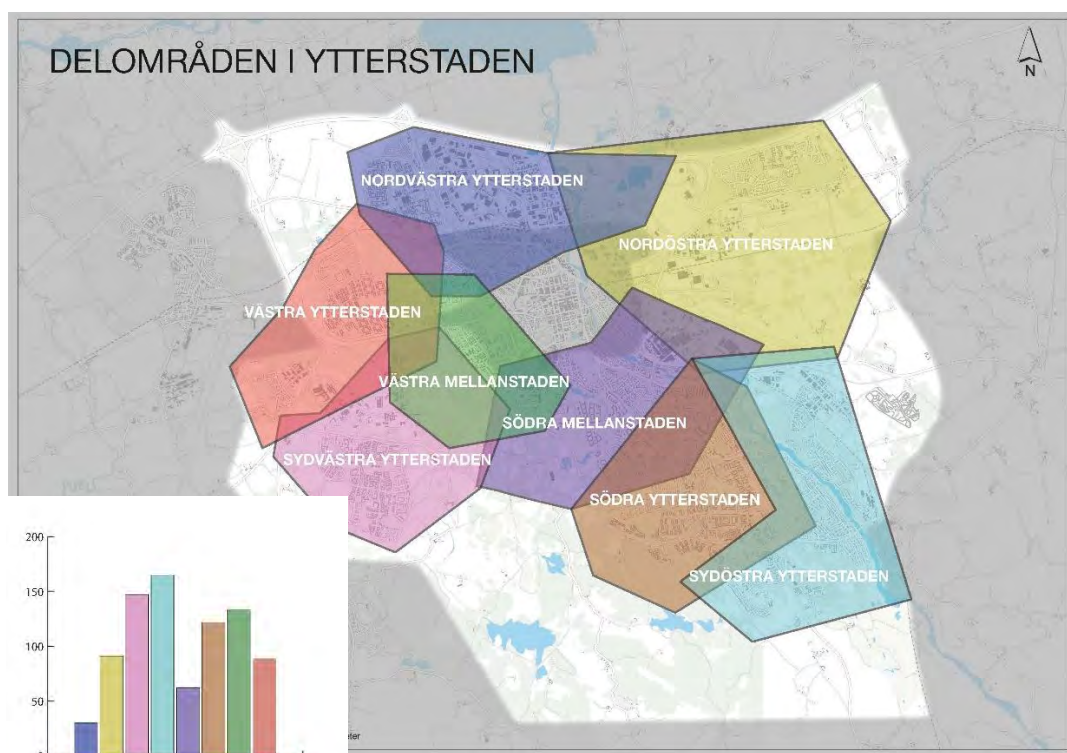 DELOMRÅDEN I YTTERSTADEN
N
NORDVÄSTRA YTTERSTADEN
NORDÖSTRA YTTERSTADEN
VÄSTRA YTTERSTADEN
VÄSTRA MELLANSTADEN
SÖDRA MELLANSTADEN
SYDVÄSTRA YTTERSTADEN
SÖDRA YTTERSTADEN
SYDÖSTRA YTTERSTADEN
200
150
100
50